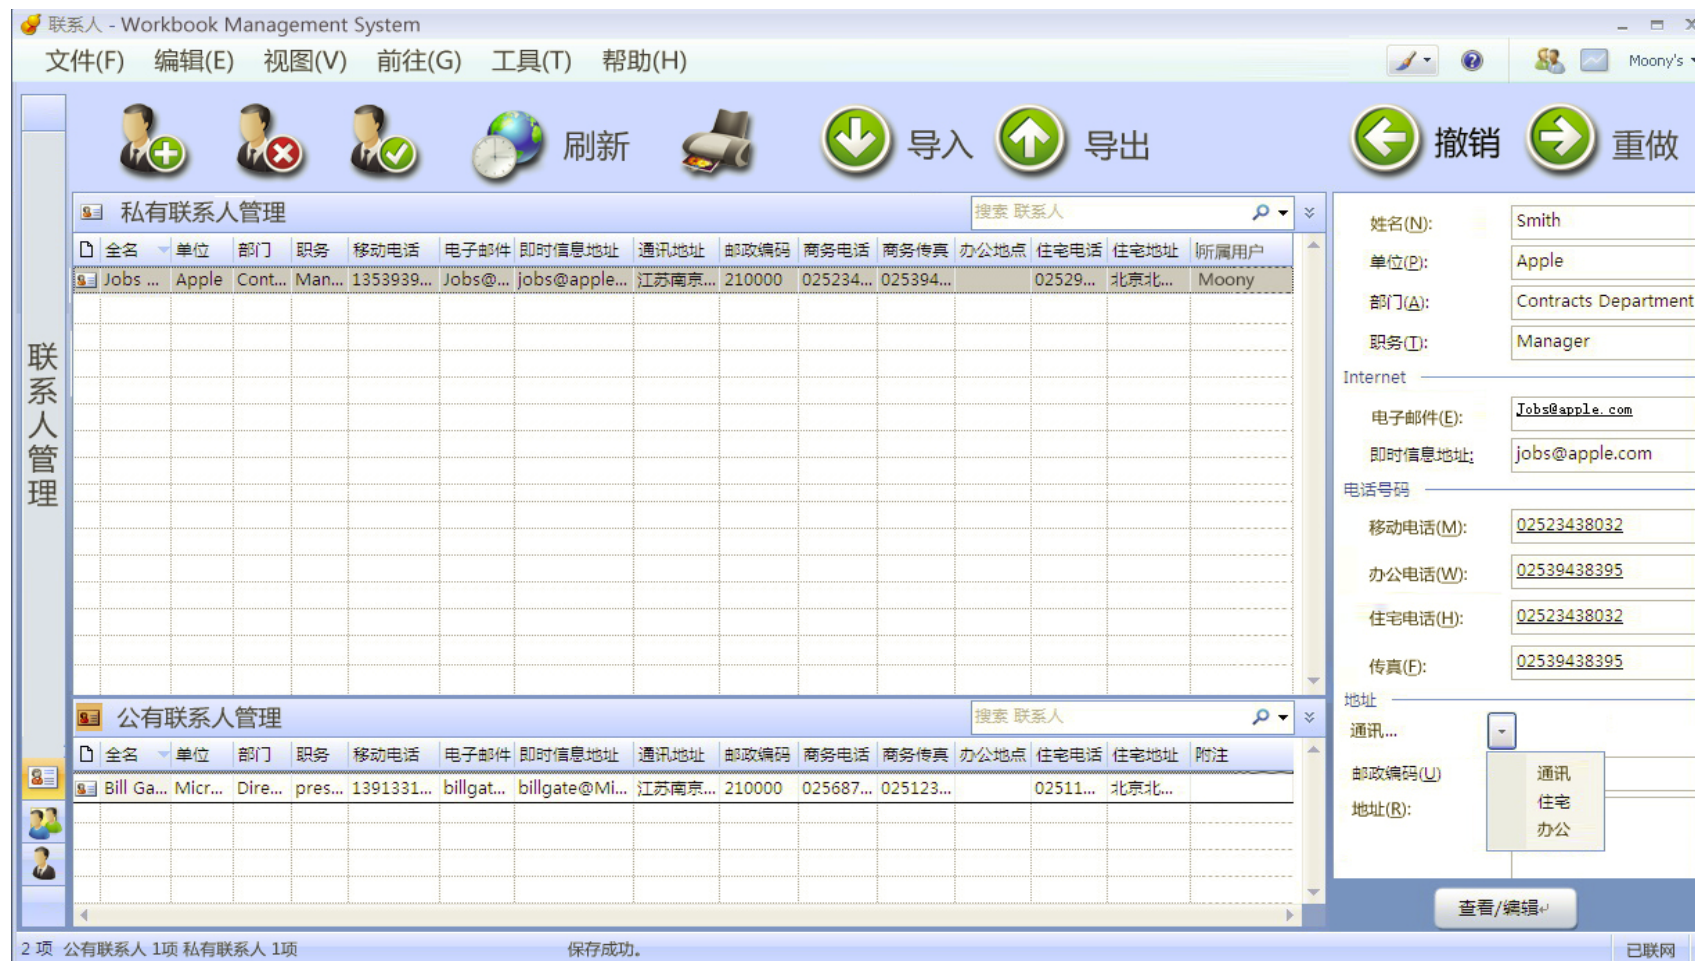 联系人 - Workbook Management System
文件(F) 编辑(E) 视图(V) 前往(G) 工具(T) 帮助(H)
Moony's
刷新 导入 导出 撤销 重做
联系人管理
私有联系人管理
搜索 联系人
全名 单位 部门 职务 移动电话 电子邮件 即时信息地址 通讯地址 邮政编码 商务电话 商务传真 办公地点 住宅电话 住宅地址 所属用户
Jobs ... Apple Cont... Man... 1353939... Jobs@... jobs@apple... 江苏南京... 210000 025234... 025394... 02529... 北京北... Moony
公有联系人管理
搜索 联系人
全名 单位 部门 职务 移动电话 电子邮件 即时信息地址 通讯地址 邮政编码 商务电话 商务传真 办公地点 住宅电话 住宅地址 附注
Bill Ga... Micr... Dire... pres... 1391331... billgat... billgate@Mi... 江苏南京... 210000 025687... 025123... 02511... 北京北...
姓名(N): Smith
单位(P): Apple
部门(A): Contracts Department
职务(T): Manager
Internet
电子邮件(E): Jobs@apple.com
即时信息地址: jobs@apple.com
电话号码
移动电话(M): 02523438032
办公电话(W): 02539438395
住宅电话(H): 02523438032
传真(F): 02539438395
地址
通讯...
邮政编码(U)
地址(R):
通讯
住宅
办公
查看/编辑
2 项 公有联系人 1项 私有联系人 1项 保存成功。 已联网